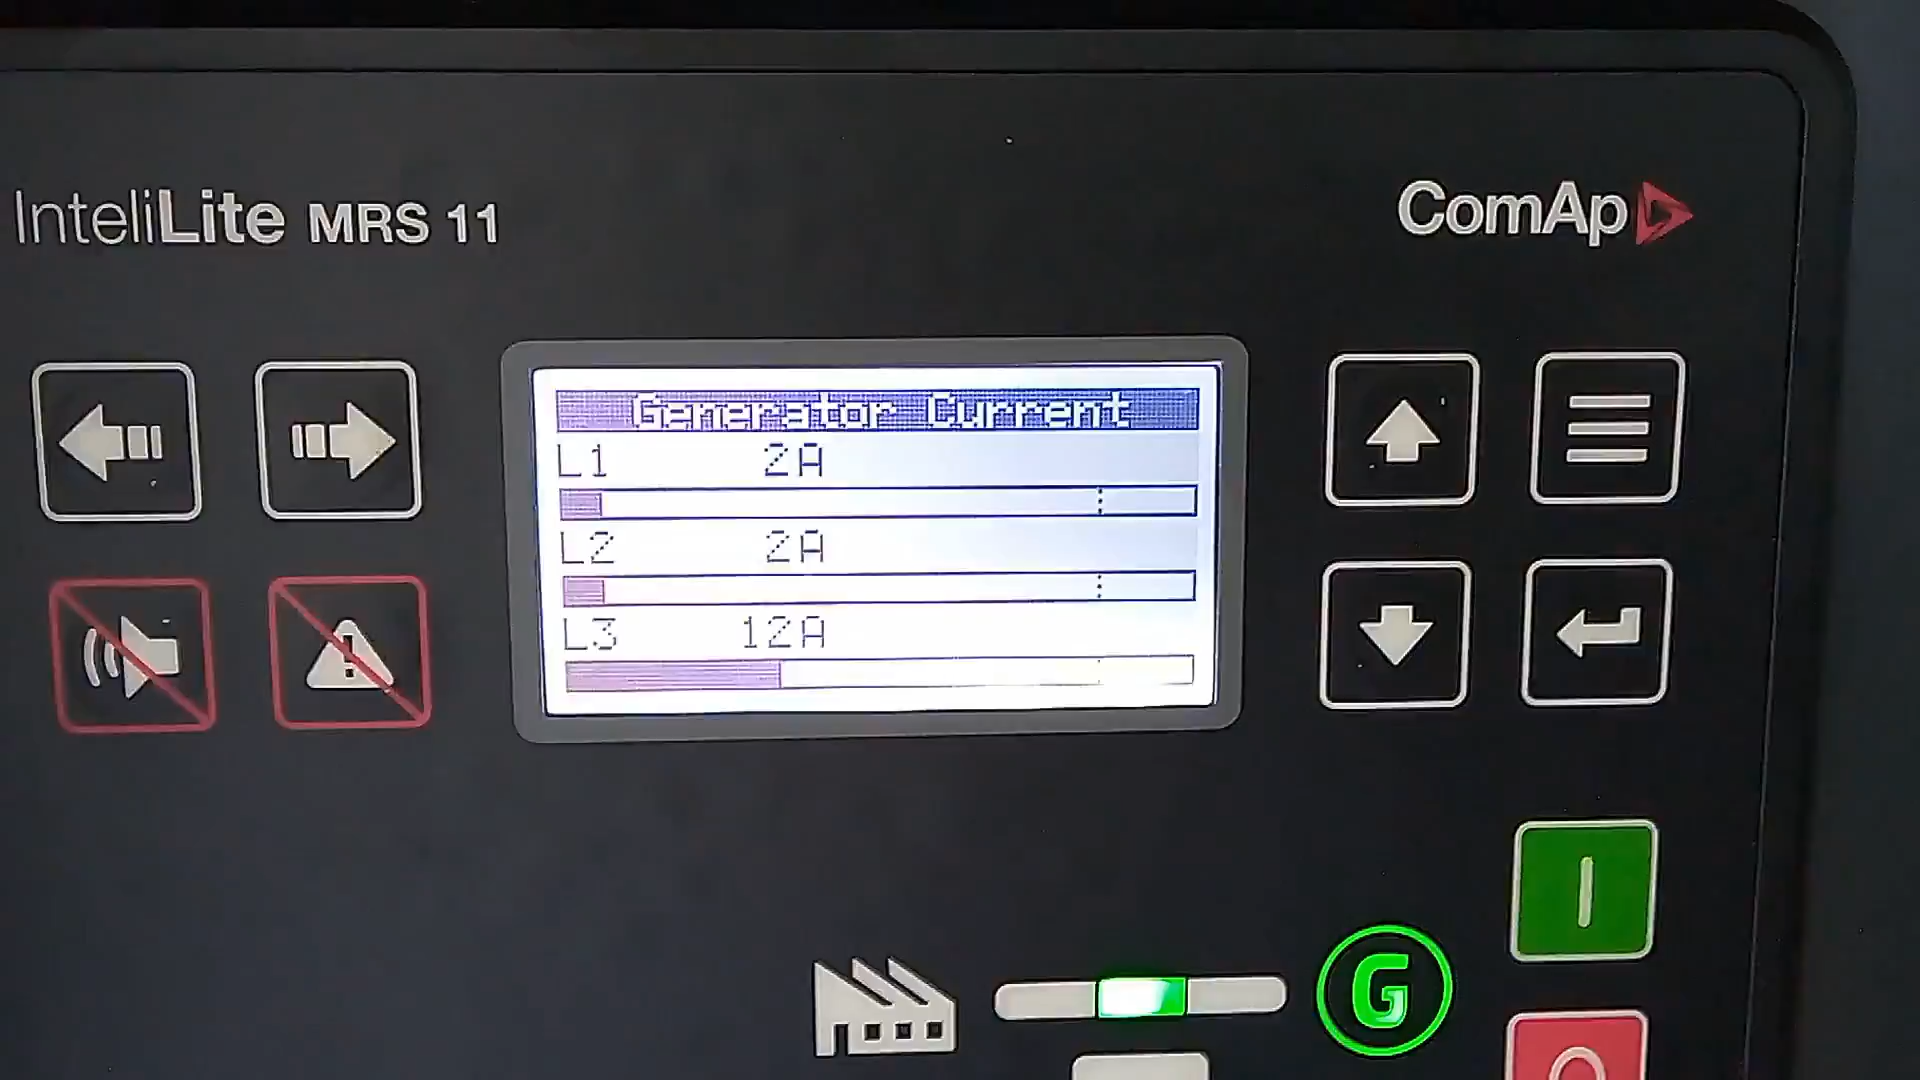 InteliLite MRS 11
ComAp
Generator Current
L1 2A
L2 2A
L3 12A
I
G